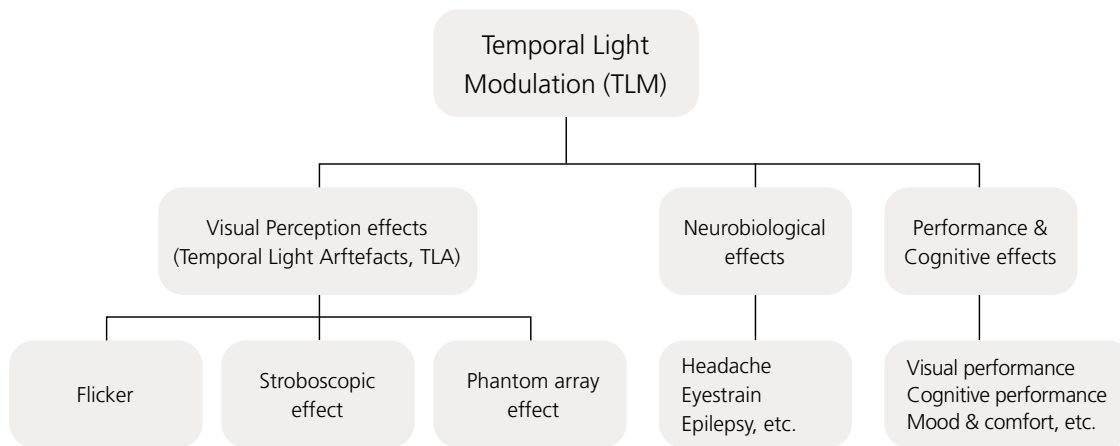 Temporal Light
Modulation (TLM)
Visual Perception effects
(Temporal Light Arftefacts, TLA)
Neurobiological
effects
Performance &
Cognitive effects
Flicker
Stroboscopic
effect
Phantom array
effect
Headache
Eyestrain
Epilepsy, etc.
Visual performance
Cognitive performance
Mood & comfort, etc.